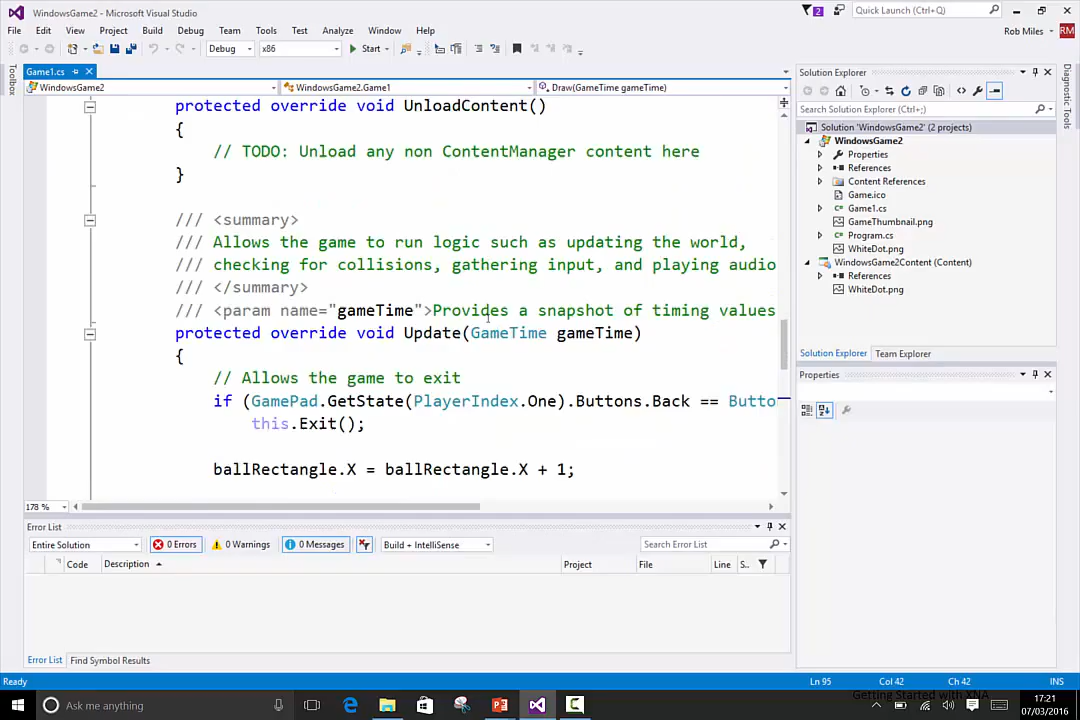 WindowsGame2 - Microsoft Visual Studio
2
Quick Launch (Ctrl+Q)
File Edit View Project Build Debug Team Tools Test Analyze Window Help
Rob Miles RM
Debug x86 Start
Toolbox
Game1.cs
WindowsGame2 WindowsGame2.Game1 Draw(GameTime gameTime)
protected override void UnloadContent()
{
// TODO: Unload any non ContentManager content here
}
/// <summary>
/// Allows the game to run logic such as updating the world,
/// checking for collisions, gathering input, and playing audio
/// </summary>
/// <param name="gameTime">Provides a snapshot of timing values
protected override void Update(GameTime gameTime)
{
// Allows the game to exit
if (GamePad.GetState(PlayerIndex.One).Buttons.Back == Butto
this.Exit();
ballRectangle.X = ballRectangle.X + 1;
178 %
Solution Explorer
Search Solution Explorer (Ctrl+;)
Solution 'WindowsGame2' (2 projects)
WindowsGame2
Properties
References
Content References
Game.ico
Game1.cs
GameThumbnail.png
Program.cs
WhiteDot.png
WindowsGame2Content (Content)
References
WhiteDot.png
Solution Explorer Team Explorer
Properties
Diagnostic Tools
Error List
Entire Solution 0 Errors 0 Warnings 0 Messages Build + IntelliSense Search Error List
Code Description Project File Line S..
Error List Find Symbol Results
Ready Ln 95 Col 42 Ch 42 INS
Getting Started with XNA
Ask me anything
17:21
07/03/2016